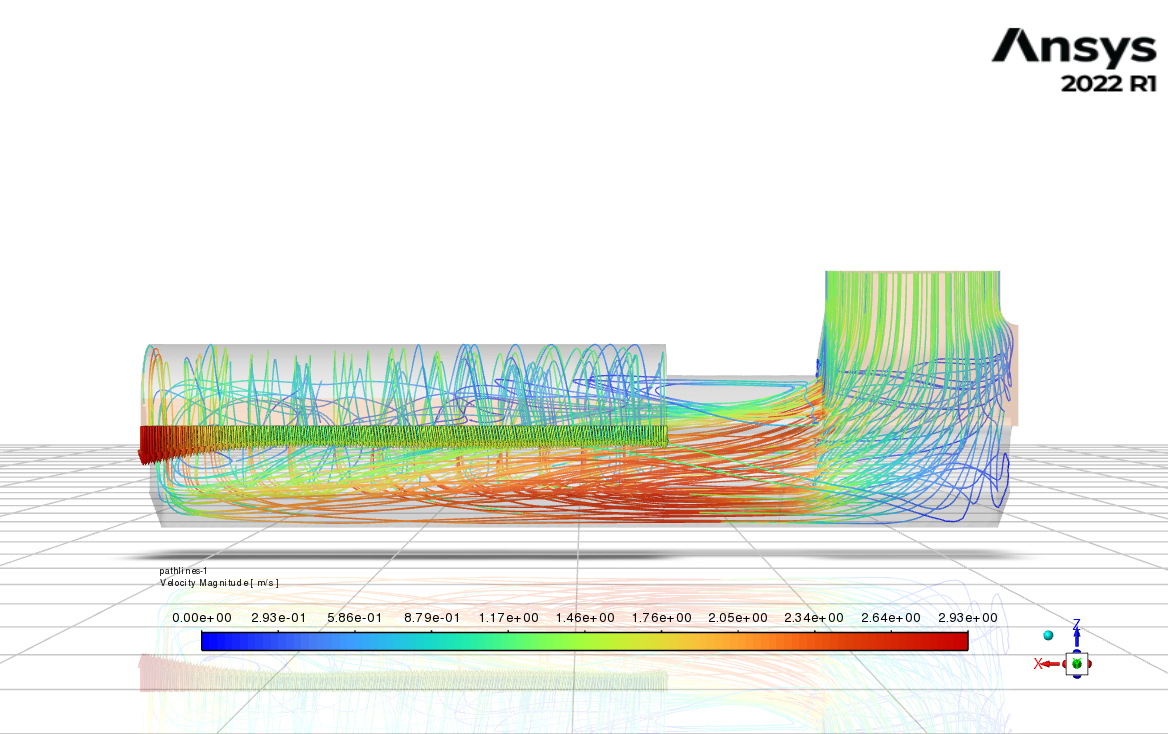 Ansys
2022 R1
pathlines-1
Velocity Magnitude [ m/s ]
0.00e+00 2.93e-01 5.86e-01 8.79e-01 1.17e+00 1.46e+00 1.76e+00 2.05e+00 2.34e+00 2.64e+00 2.93e+00
Z
X